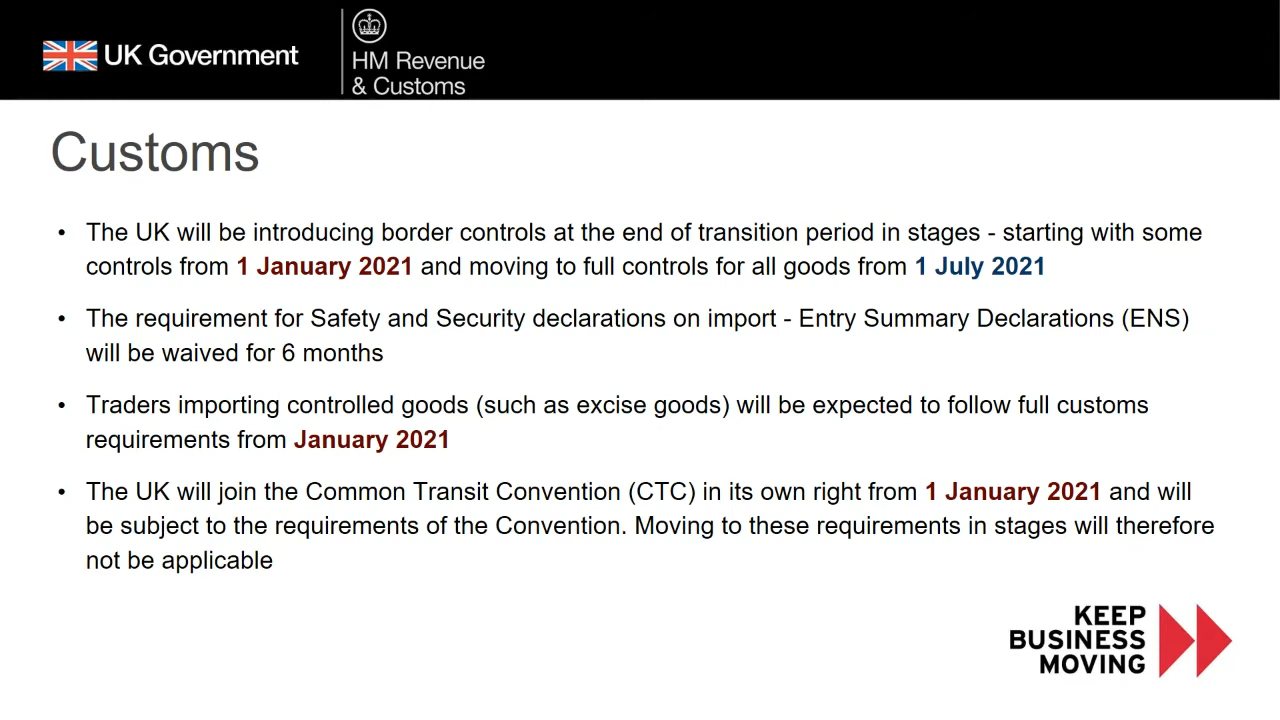 UK Government
HM Revenue
& Customs
Customs
• The UK will be introducing border controls at the end of transition period in stages - starting with some
controls from 1 January 2021 and moving to full controls for all goods from 1 July 2021
• The requirement for Safety and Security declarations on import - Entry Summary Declarations (ENS)
will be waived for 6 months
• Traders importing controlled goods (such as excise goods) will be expected to follow full customs
requirements from January 2021
• The UK will join the Common Transit Convention (CTC) in its own right from 1 January 2021 and will
be subject to the requirements of the Convention. Moving to these requirements in stages will therefore
not be applicable
KEEP
BUSINESS
MOVING